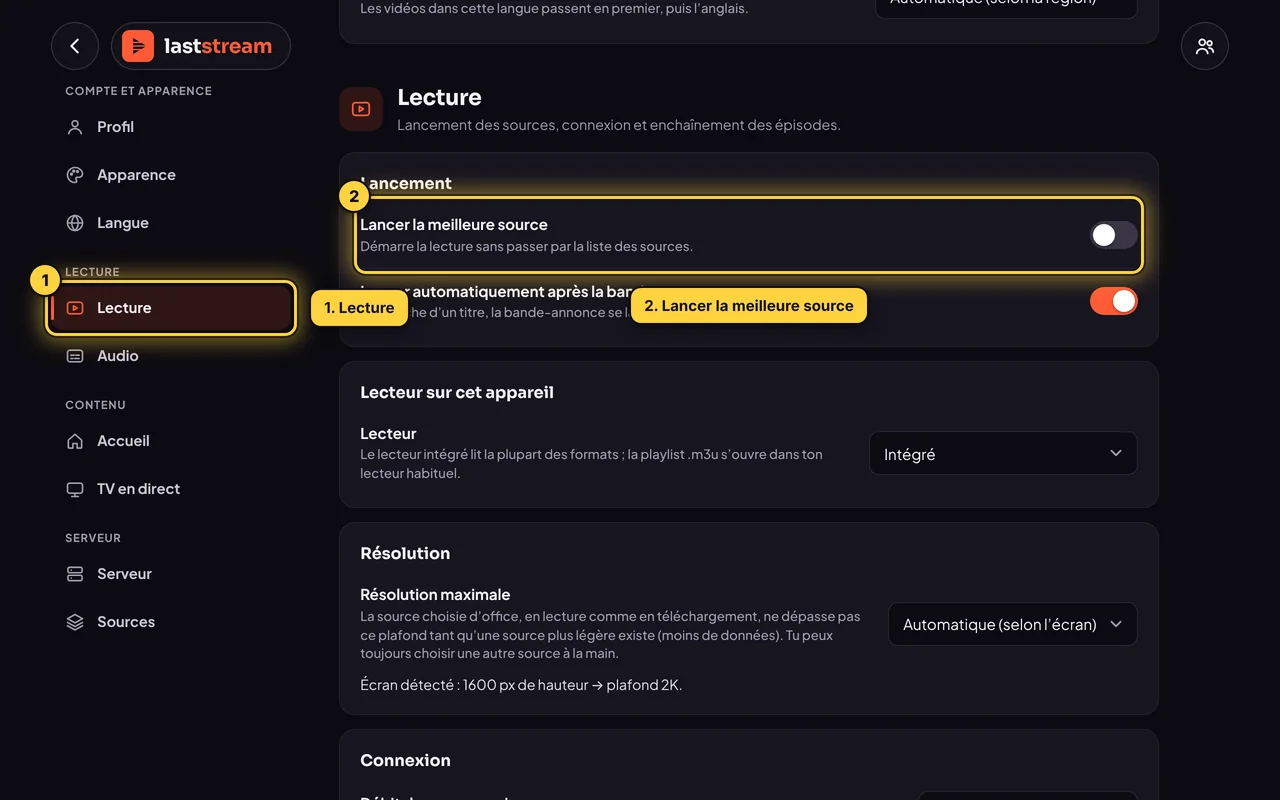 Les vidéos dans cette langue passent en premier, puis l'anglais.
Automatique (selon la région)
laststream
COMPTE ET APPARENCE
Profil
Apparence
Langue
LECTURE
1
Lecture
Audio
CONTENU
Accueil
TV en direct
SERVEUR
Serveur
Sources
Lecture
Lancement des sources, connexion et enchaînement des épisodes.
Lancement
2
Lancer la meilleure source
Démarre la lecture sans passer par la liste des sources.
automatiquement après la
1. Lecture
2. Lancer la meilleure source
d'un titre, la bande-annonce se
Lecteur sur cet appareil
Lecteur
Le lecteur intégré lit la plupart des formats ; la playlist .m3u s'ouvre dans ton
lecteur habituel.
Intégré
Résolution
Résolution maximale
La source choisie d'office, en lecture comme en téléchargement, ne dépasse pas
ce plafond tant qu'une source plus légère existe (moins de données). Tu peux
toujours choisir une autre source à la main.
Automatique (selon l'écran)
Écran détecté : 1600 px de hauteur → plafond 2K.
Connexion